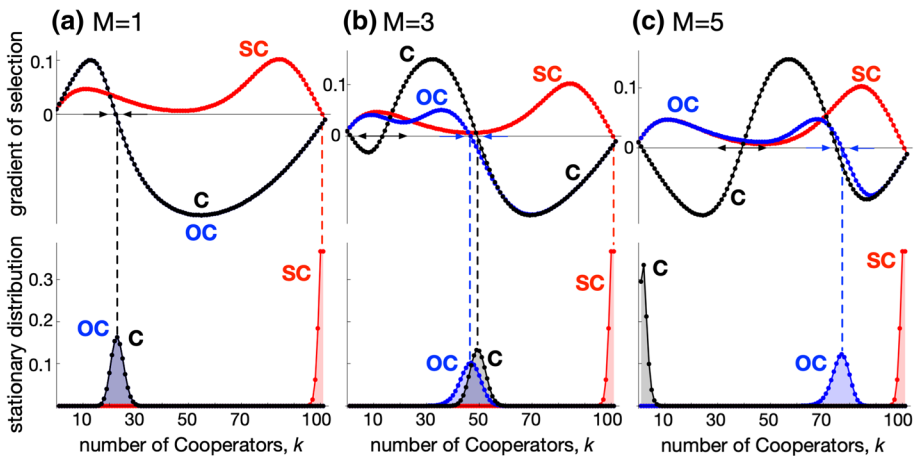 (a) M=1
(b) M=3
(c) M=5
gradient of selection
0.1
0
SC
C
OC
0.1
0
C
OC
SC
C
0.1
0
OC
C
SC
stationary distribution
0.3
0.2
0.1
OC
C
SC
10 30 50 70 100
number of Cooperators, k
OC
C
SC
10 30 50 70 100
number of Cooperators, k
C
OC
SC
10 30 50 70 100
number of Cooperators, k